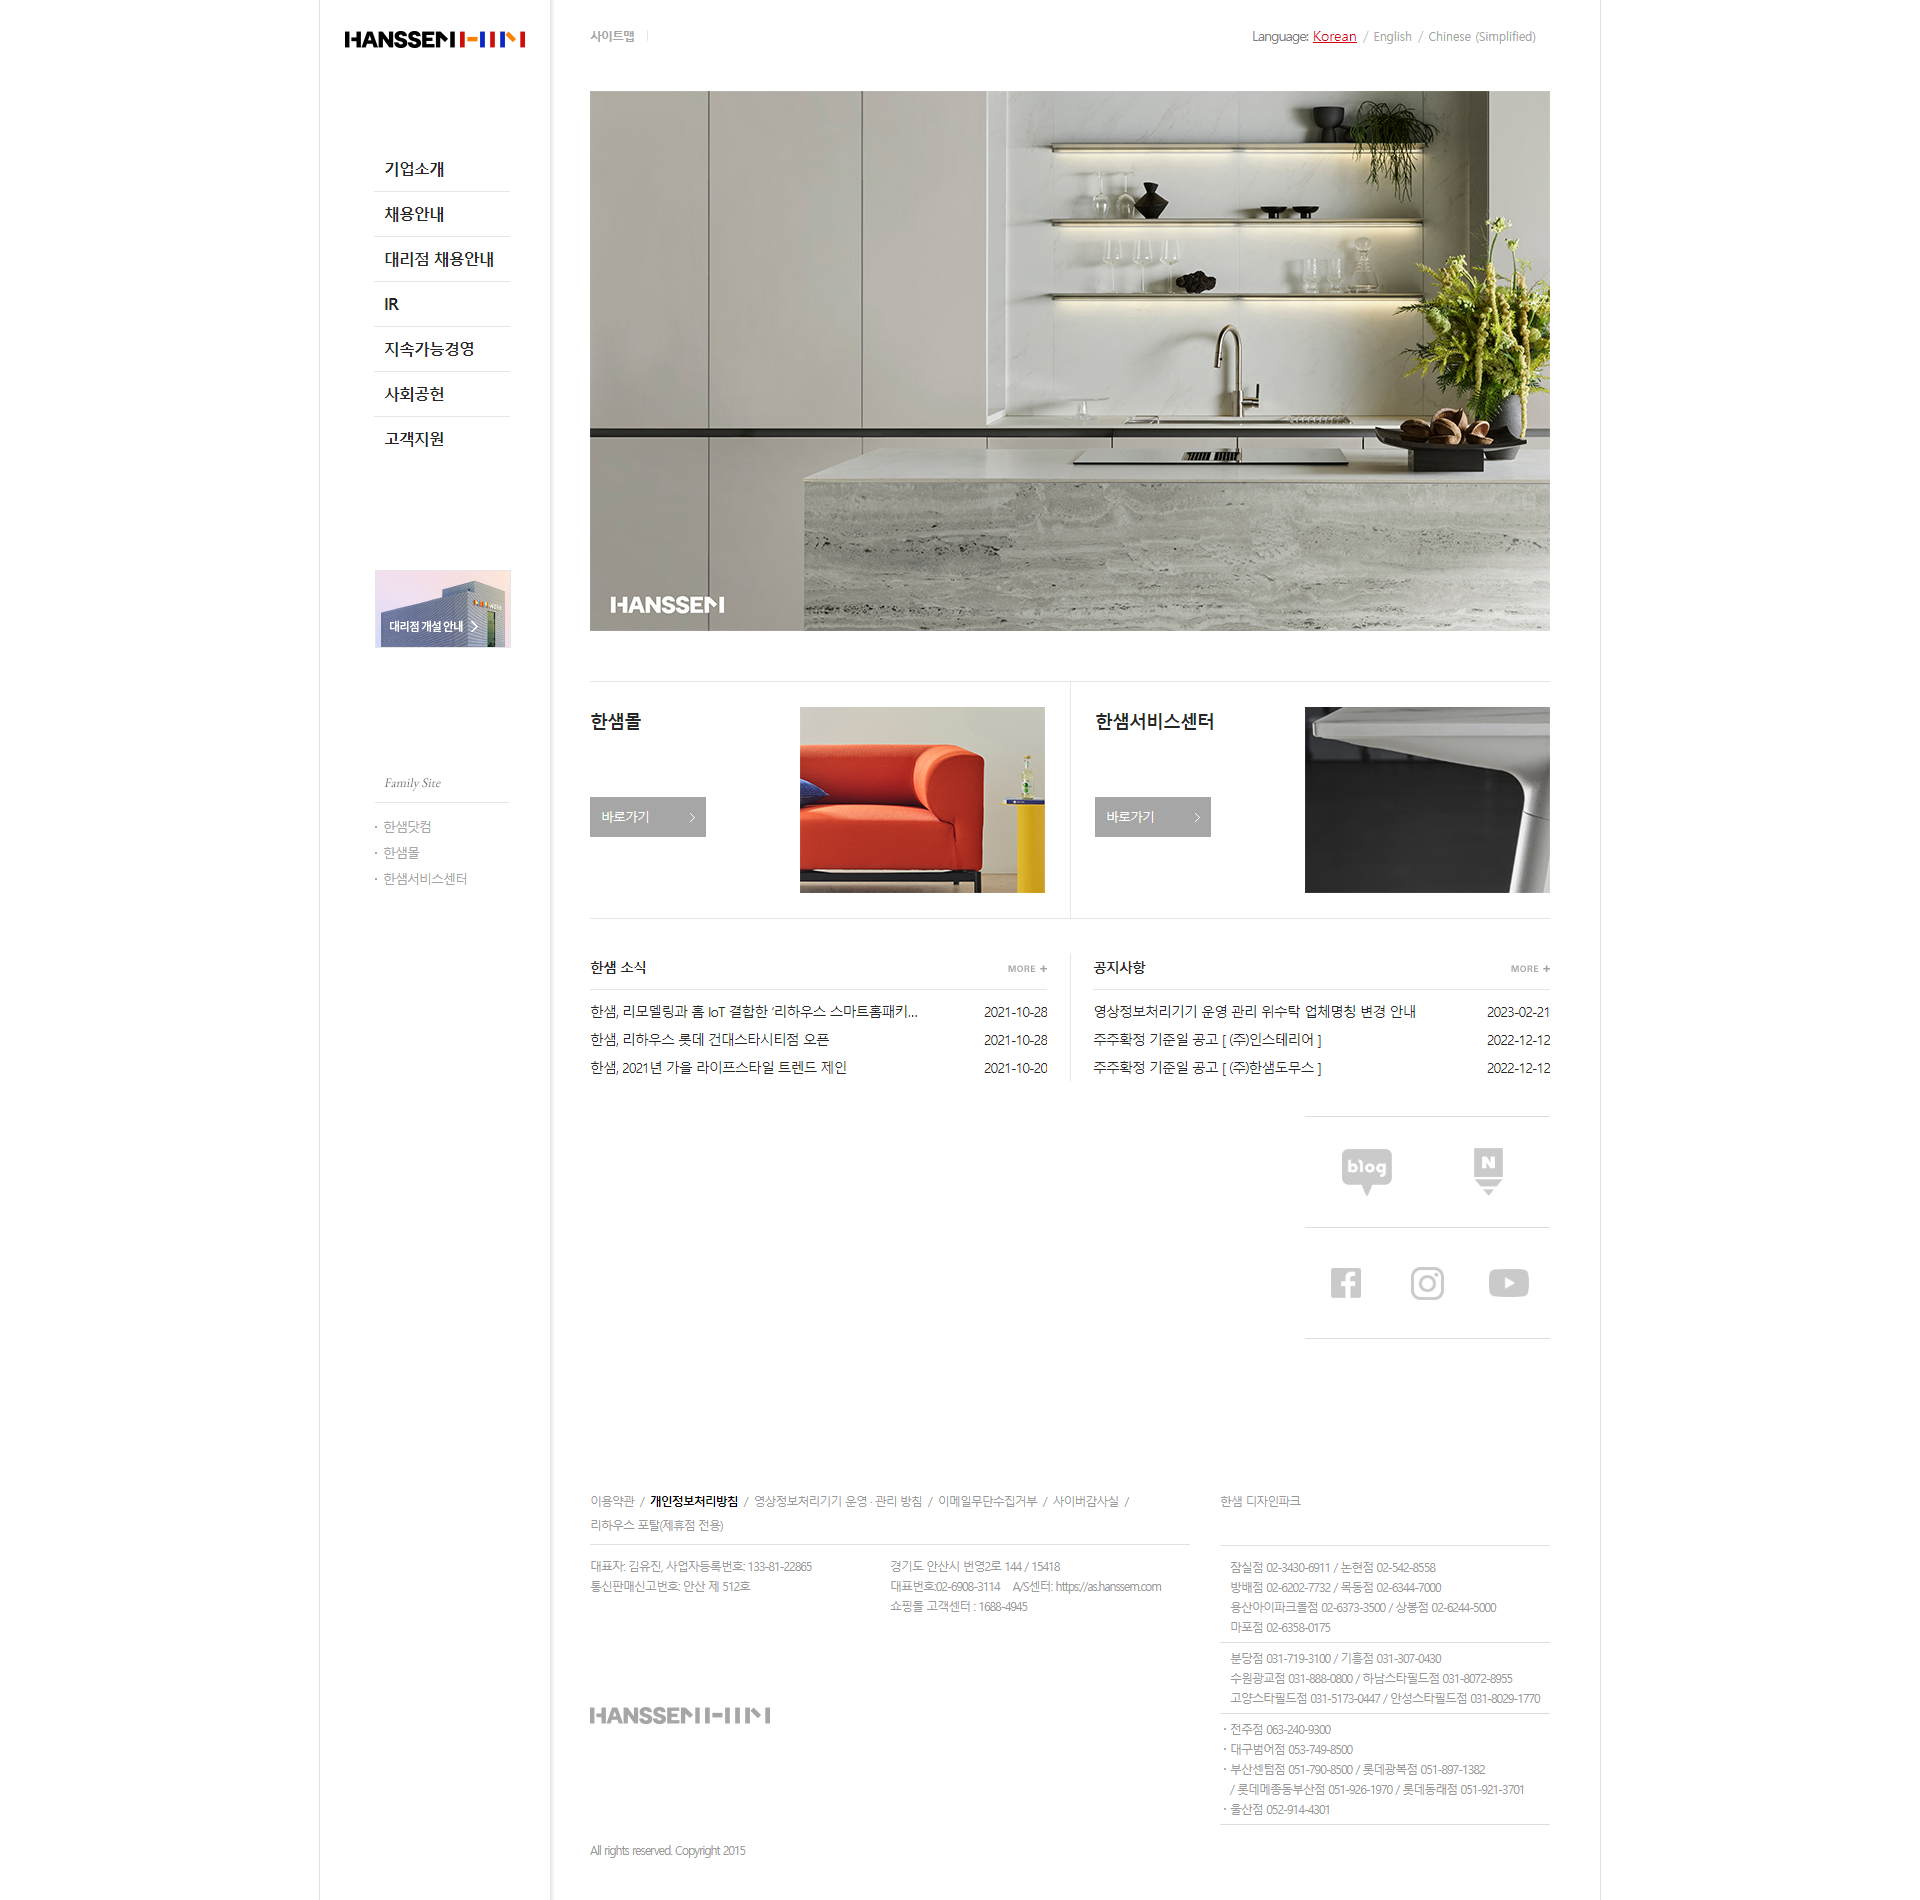 HANSSEM
사이트맵
Language: Korean / English / Chinese (Simplified)
기업소개
채용안내
대리점 채용안내
IR
지속가능경영
사회공헌
고객지원
HANSSEM
대리점 개설 안내
한샘몰
바로가기
한샘서비스센터
바로가기
Family Site
· 한샘닷컴
· 한샘몰
· 한샘서비스센터
한샘 소식
MORE +
한샘, 리모델링과 홈 IoT 결합한 ‘리하우스 스마트홈패키... 2021-10-28
한샘, 리하우스 롯데 건대스타시티점 오픈 2021-10-28
한샘, 2021년 가을 라이프스타일 트렌드 제안 2021-10-20
공지사항
MORE +
영상정보처리기기 운영 관리 위수탁 업체명칭 변경 안내 2023-02-21
주주확정 기준일 공고 [ (주)인스테리어 ] 2022-12-12
주주확정 기준일 공고 [ (주)한샘도무스 ] 2022-12-12
blog
N
이용약관 / 개인정보처리방침 / 영상정보처리기기 운영 · 관리 방침 / 이메일무단수집거부 / 사이버감사실 /
리하우스 포탈(제휴점 전용)
대표자: 김유진, 사업자등록번호: 133-81-22865
통신판매신고번호: 안산 제 512호
경기도 안산시 번영2로 144 / 15418
대표번호:02-6908-3114 A/S센터: https://as.hanssem.com
쇼핑몰 고객센터 : 1688-4945
한샘 디자인파크
잠실점 02-3430-6911 / 논현점 02-542-8558
방배점 02-6202-7732 / 목동점 02-6344-7000
용산아이파크몰점 02-6373-3500 / 상봉점 02-6244-5000
마포점 02-6358-0175
분당점 031-719-3100 / 기흥점 031-307-0430
수원광교점 031-888-0800 / 하남스타필드점 031-8072-8955
고양스타필드점 031-5173-0447 / 안성스타필드점 031-8029-1770
· 전주점 063-240-9300
· 대구범어점 053-749-8500
· 부산센텀점 051-790-8500 / 롯데광복점 051-897-1382
/ 롯데메종동부산점 051-926-1970 / 롯데동래점 051-921-3701
· 울산점 052-914-4301
HANSSEM
All rights reserved. Copyright 2015